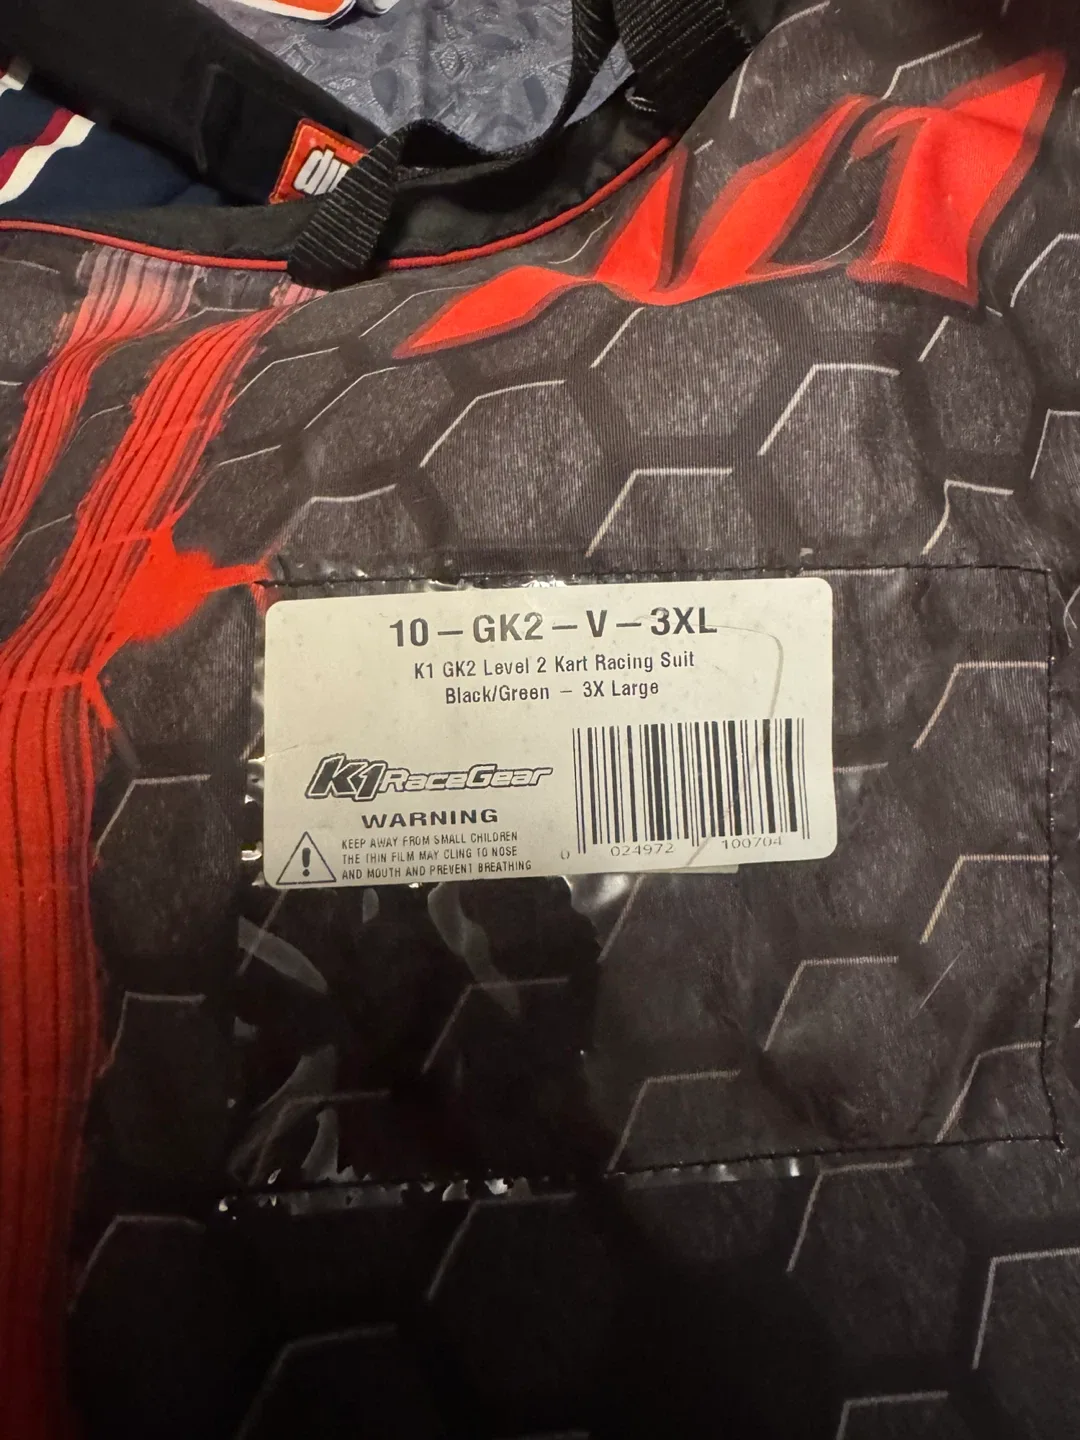 10-GK2-V-3XL
K1 GK2 Level 2 Kart Racing Suit
Black/Green - 3X Large
K1 RaceGear
WARNING
KEEP AWAY FROM SMALL CHILDREN
THE THIN FILM MAY CLING TO NOSE
AND MOUTH AND PREVENT BREATHING
0 024972 100704